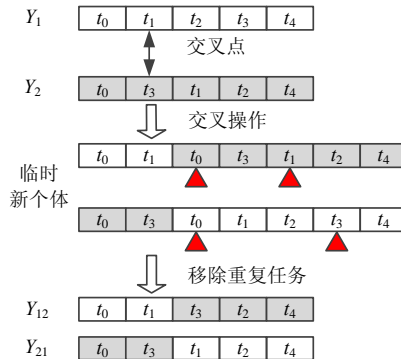 Y₁ t₀ t₁ t₂ t₃ t₄
交叉点
Y₂ t₀ t₃ t₁ t₂ t₄
交叉操作
t₀ t₁ t₀ t₃ t₁ t₂ t₄
临时
新个体
t₀ t₃ t₀ t₁ t₂ t₃ t₄
移除重复任务
Y₁₂ t₀ t₁ t₃ t₂ t₄
Y₂₁ t₀ t₃ t₁ t₂ t₄